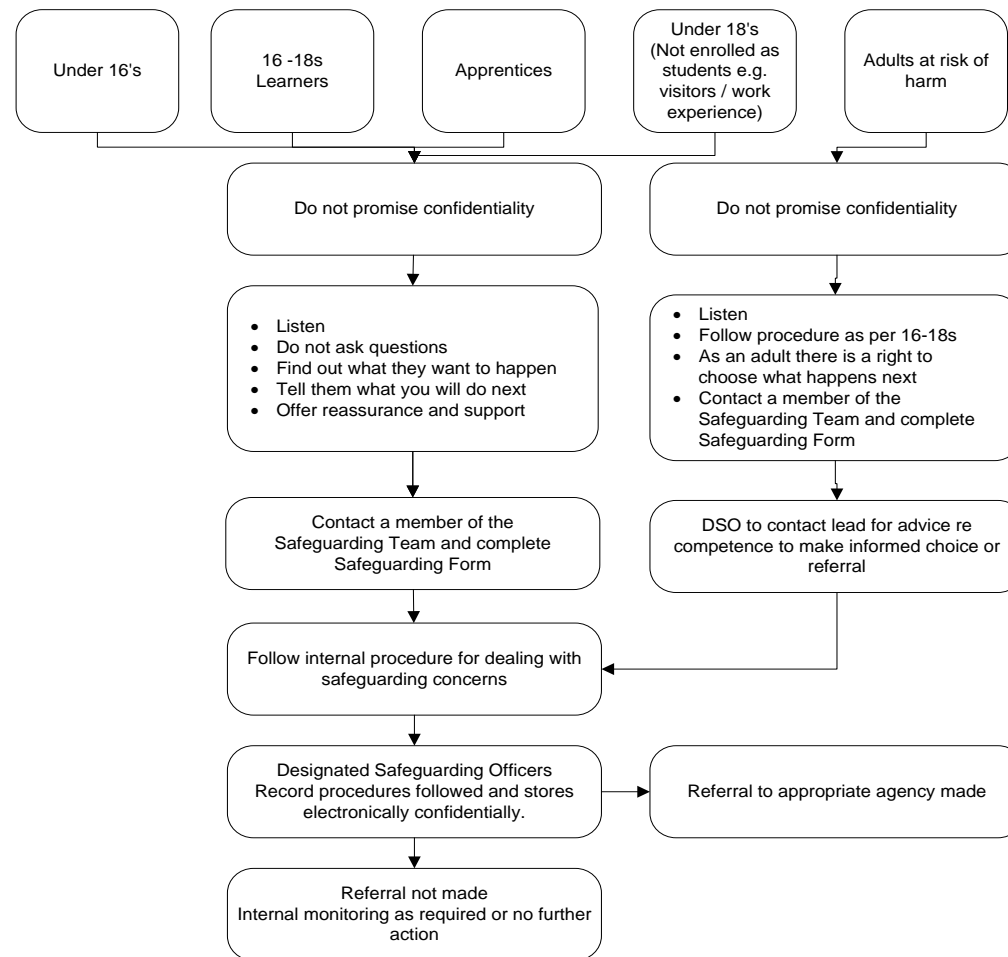 Under 16's
16 -18s
Learners
Apprentices
Under 18's
(Not enrolled as
students e.g.
visitors / work
experience)
Adults at risk of
harm
Do not promise confidentiality
Do not promise confidentiality
• Listen
• Do not ask questions
• Find out what they want to happen
• Tell them what you will do next
• Offer reassurance and support
• Listen
• Follow procedure as per 16-18s
• As an adult there is a right to
choose what happens next
• Contact a member of the
Safeguarding Team and complete
Safeguarding Form
Contact a member of the
Safeguarding Team and complete
Safeguarding Form
DSO to contact lead for advice re
competence to make informed choice or
referral
Follow internal procedure for dealing with
safeguarding concerns
Designated Safeguarding Officers
Record procedures followed and stores
electronically confidentially.
Referral to appropriate agency made
Referral not made
Internal monitoring as required or no further
action